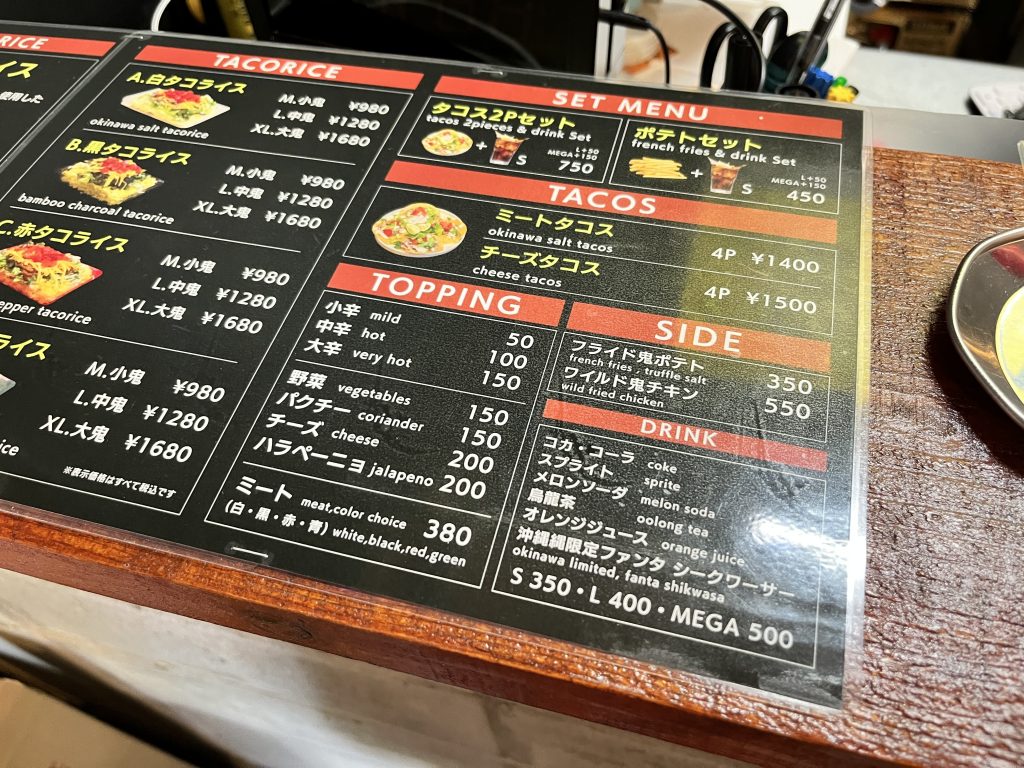 RICE
イス
使用した
TACORICE
A.白タコライス
okinawa salt tacorice
M.小鬼 ¥980
L.中鬼 ¥1280
XL.大鬼 ¥1680
B.黒タコライス
bamboo charcoal tacorice
M.小鬼 ¥980
L.中鬼 ¥1280
XL.大鬼 ¥1680
C.赤タコライス
epper tacorice
M.小鬼 ¥980
L.中鬼 ¥1280
XL.大鬼 ¥1680
ライス
ice
M.小鬼 ¥980
L.中鬼 ¥1280
XL.大鬼 ¥1680
※表示価格はすべて税込です
SET MENU
タコス2Pセット
tacos 2pieces & drink Set
+ S
L+50
MEGA+150
750
ポテトセット
french fries & drink Set
+ S
L+50
MEGA+150
450
TACOS
ミートタコス
okinawa salt tacos
4P ¥1400
チーズタコス
cheese tacos
4P ¥1500
TOPPING
小辛 mild 50
中辛 hot 100
大辛 very hot 150
野菜 vegetables 150
パクチー coriander 150
チーズ cheese 200
ハラペーニョ jalapeno 200
ミート meat,color choice 380
(白・黒・赤・青) white,black,red,green
SIDE
フライド鬼ポテト
french fries , truffle salt
350
ワイルド鬼チキン
wild fried chicken
550
DRINK
コカ・コーラ coke
スプライト sprite
メロンソーダ melon soda
烏龍茶 oolong tea
オレンジジュース orange juice
沖縄縄限定ファンタ シークワーサー
okinawa limited, fanta shikwasa
S 350・L 400・MEGA 500